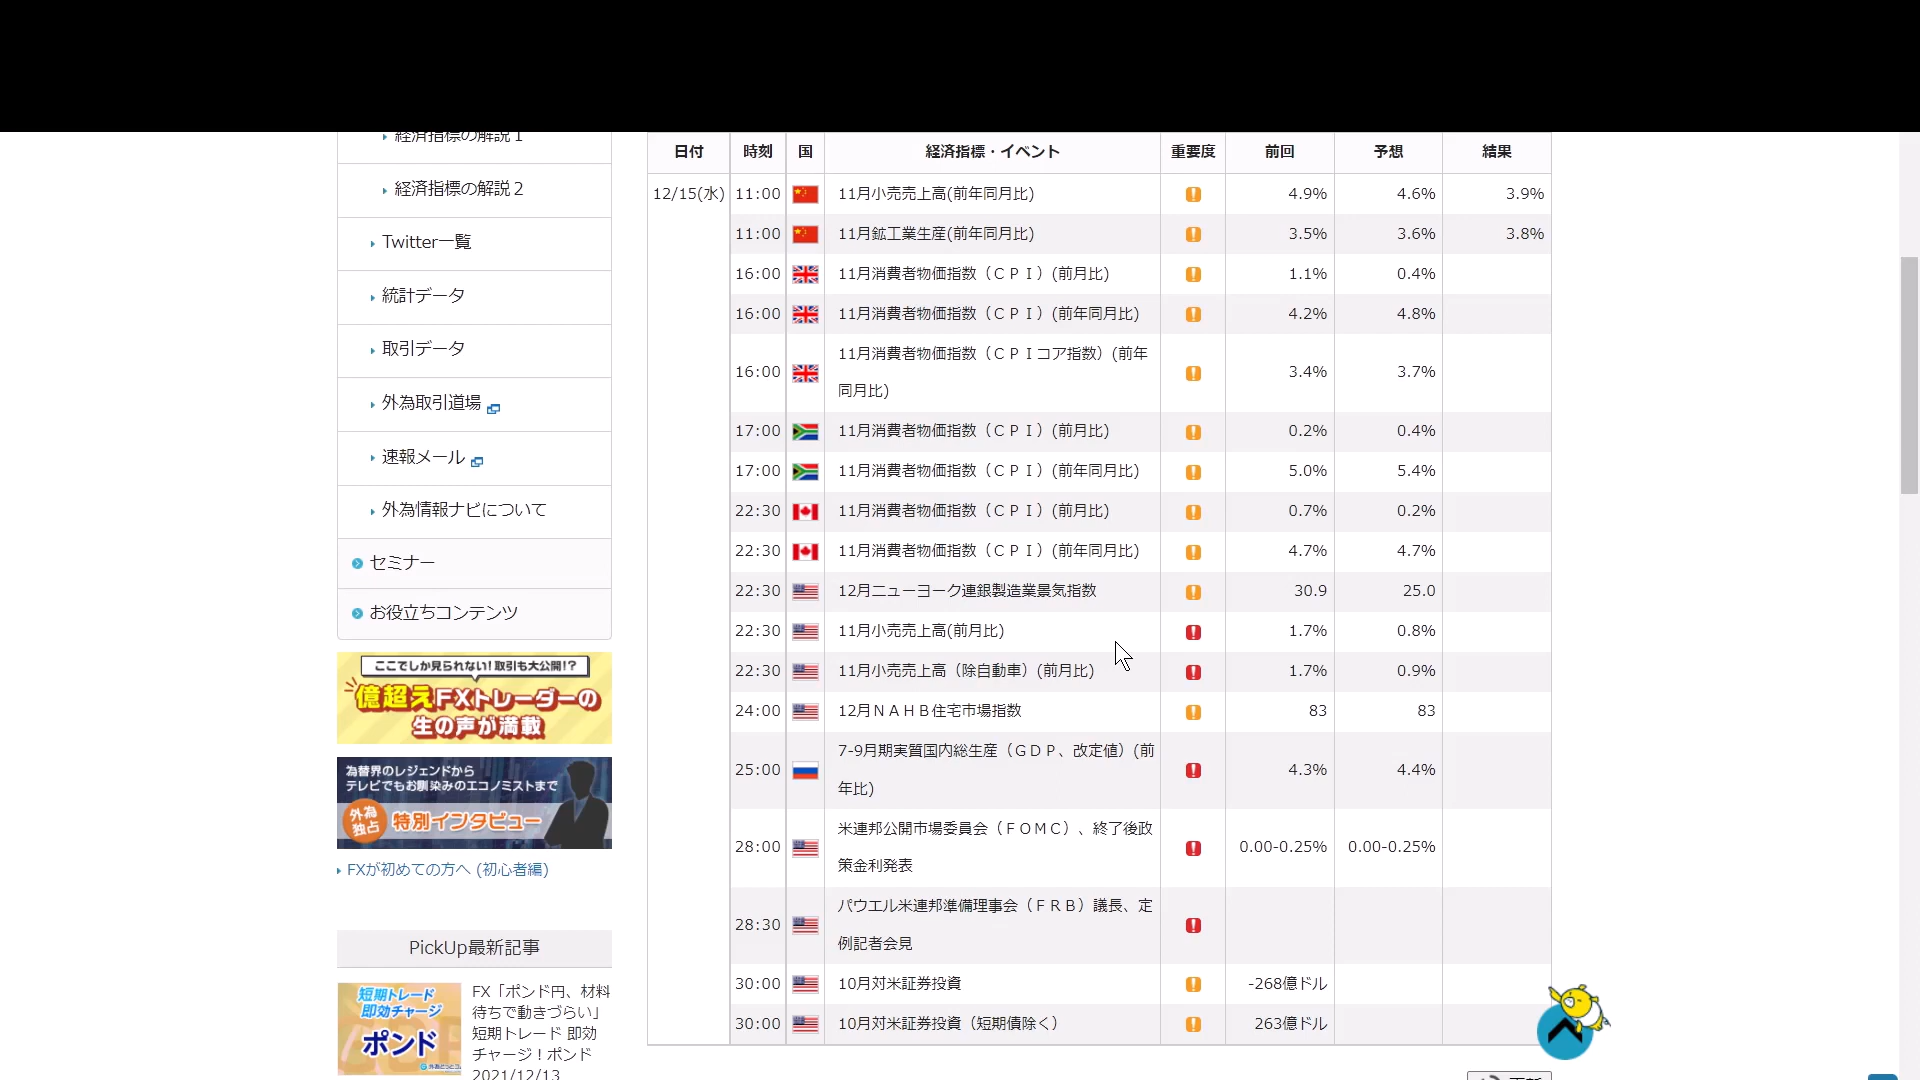 経済指標の解説１
経済指標の解説２
Twitter一覧
統計データ
取引データ
外為取引道場
速報メール
外為情報ナビについて
セミナー
お役立ちコンテンツ
ここでしか見られない!取引も大公開!?
億超えFXトレーダーの
生の声が満載
為替界のレジェンドから
テレビでもお馴染みのエコノミストまで
外為
独占
特別インタビュー
FXが初めての方へ (初心者編)
PickUp最新記事
短期トレード
即効チャージ
ポンド
FX「ポンド円、材料
待ちで動きづらい」
短期トレード 即効
チャージ！ポンド
2021/12/13
日付 時刻 国 経済指標・イベント 重要度 前回 予想 結果
12/15(水) 11:00 11月小売売上高(前年同月比) 4.9% 4.6% 3.9%
11:00 11月鉱工業生産(前年同月比) 3.5% 3.6% 3.8%
16:00 11月消費者物価指数（ＣＰＩ）(前月比) 1.1% 0.4%
16:00 11月消費者物価指数（ＣＰＩ）(前年同月比) 4.2% 4.8%
16:00 11月消費者物価指数（ＣＰＩコア指数）(前年
同月比) 3.4% 3.7%
17:00 11月消費者物価指数（ＣＰＩ）(前月比) 0.2% 0.4%
17:00 11月消費者物価指数（ＣＰＩ）(前年同月比) 5.0% 5.4%
22:30 11月消費者物価指数（ＣＰＩ）(前月比) 0.7% 0.2%
22:30 11月消費者物価指数（ＣＰＩ）(前年同月比) 4.7% 4.7%
22:30 12月ニューヨーク連銀製造業景気指数 30.9 25.0
22:30 11月小売売上高(前月比) 1.7% 0.8%
22:30 11月小売売上高（除自動車）(前月比) 1.7% 0.9%
24:00 12月ＮＡＨＢ住宅市場指数 83 83
25:00 7-9月期実質国内総生産（ＧＤＰ、改定値）(前
年比) 4.3% 4.4%
28:00 米連邦公開市場委員会（ＦＯＭＣ）、終了後政
策金利発表 0.00-0.25% 0.00-0.25%
28:30 パウエル米連邦準備理事会（ＦＲＢ）議長、定
例記者会見
30:00 10月対米証券投資 -268億ドル
30:00 10月対米証券投資（短期債除く） 263億ドル